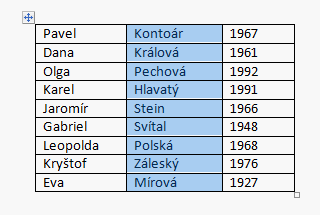 Pavel Kontoár 1967
Dana Králová 1961
Olga Pechová 1992
Karel Hlavatý 1991
Jaromír Stein 1966
Gabriel Svítal 1948
Leopolda Polská 1968
Kryštof Záleský 1976
Eva Mírová 1927